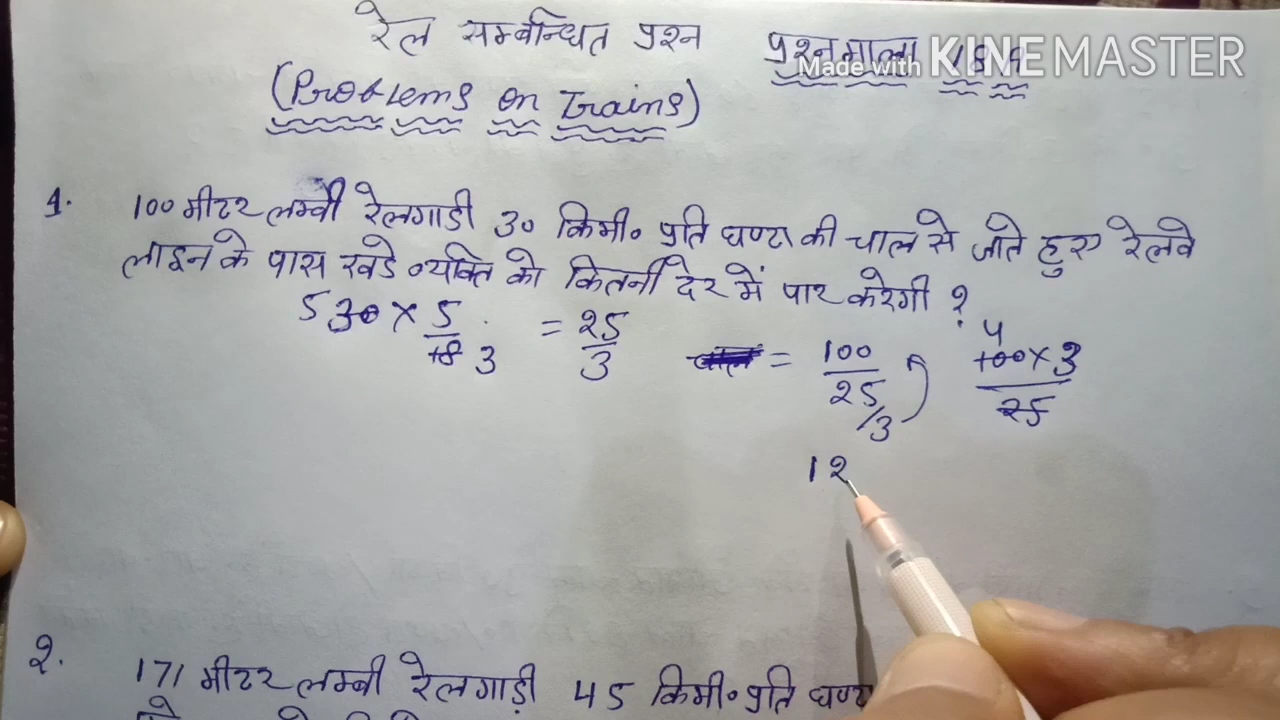 रेल सम्बन्धित प्रश्न प्रश्नमाला 18 A
Made with KINEMASTER
(Problems on Trains)
1. 100 मीटर लम्बी रेलगाडी 30 किमी॰ प्रति घण्टा की चाल से जाते हुए रेलवे
लाइन के पास खडे व्यक्ति को कितनी देर में पार करेगी ?
5 30 × 5/18 3 = 25/3
= 100/25/3 4 100×3/25
12
2. 171 मीटर लम्बी रेलगाड़ी 45 किमी॰ प्रति घण्टा